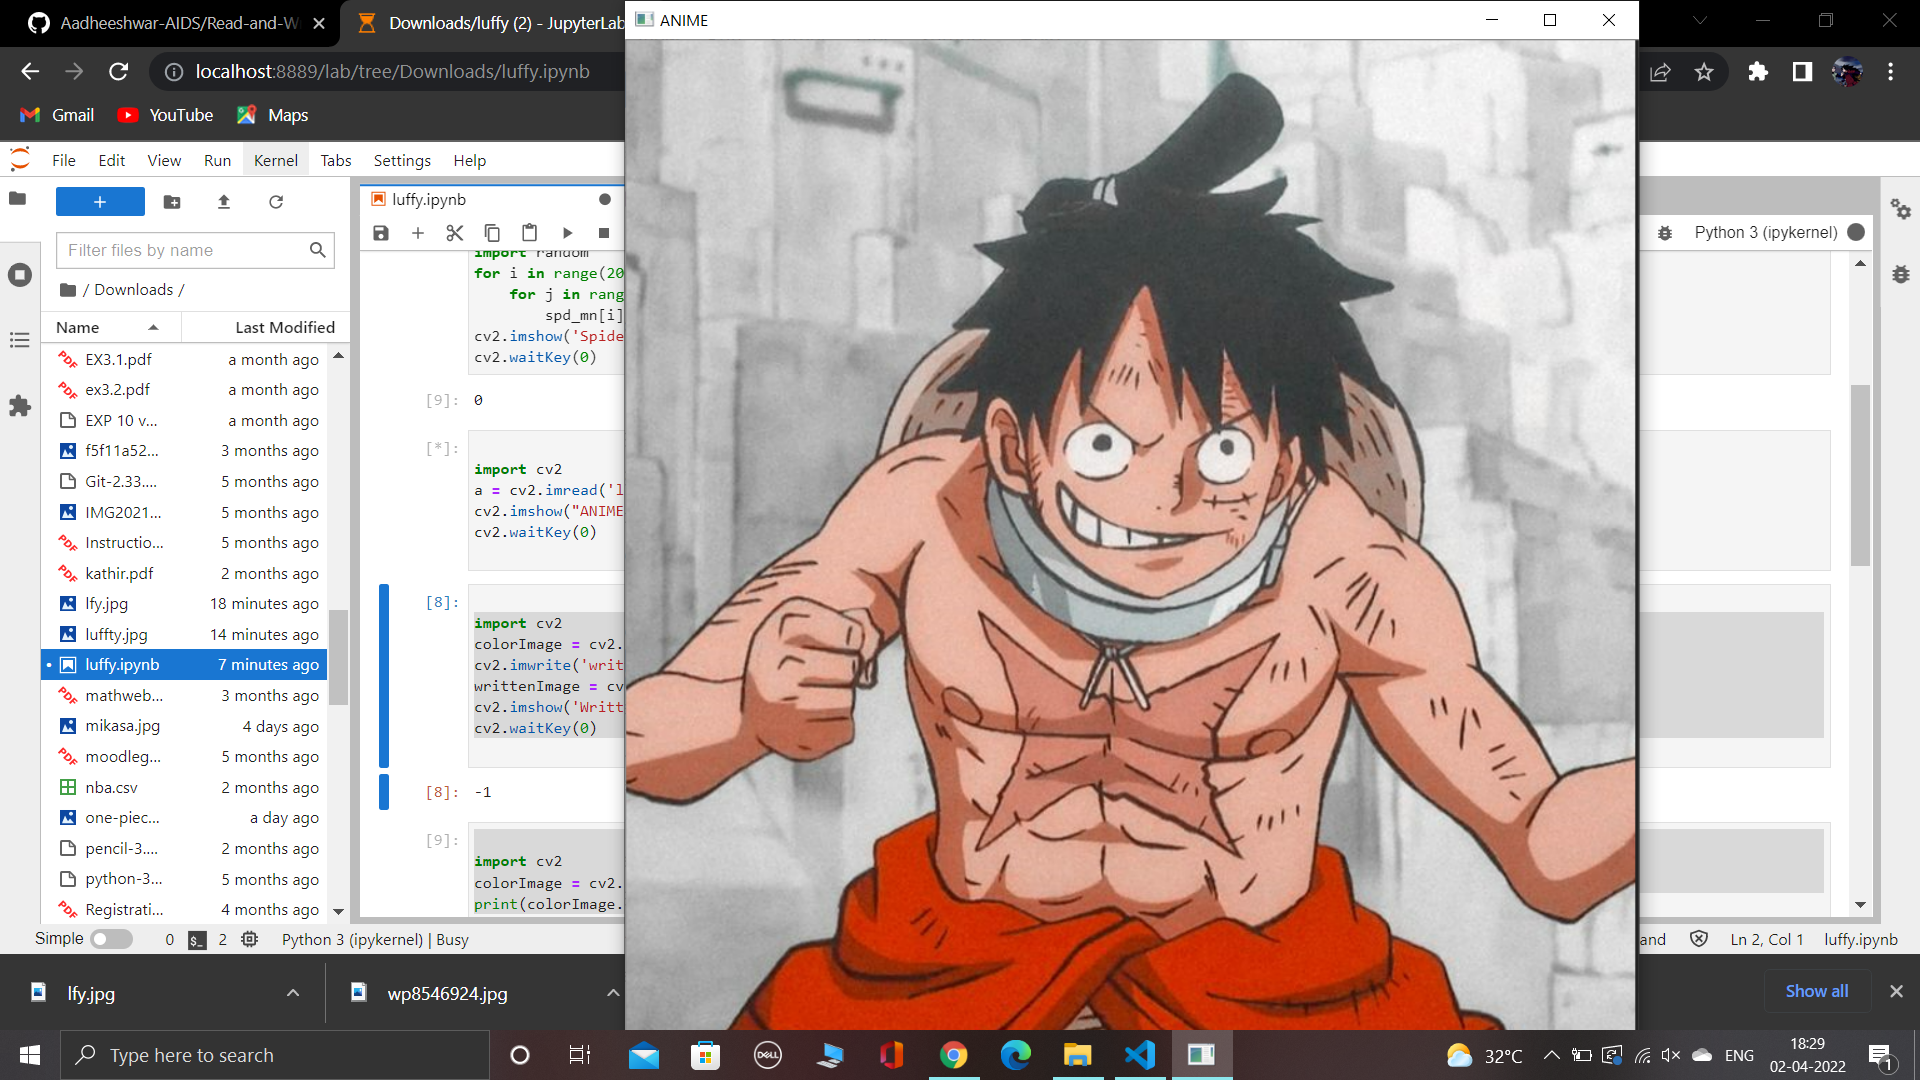 Aadheeshwar-AIDS/Read-and-W
Downloads/luffy (2) - JupyterLab
ANIME
localhost:8889/lab/tree/Downloads/luffy.ipynb
Gmail
YouTube
Maps
File Edit View Run Kernel Tabs Settings Help
luffy.ipynb
Filter files by name
Python 3 (ipykernel)
/ Downloads /
Name Last Modified
EX3.1.pdf a month ago
ex3.2.pdf a month ago
EXP 10 v... a month ago
f5f11a52... 3 months ago
Git-2.33.... 5 months ago
IMG2021... 5 months ago
Instructio... 5 months ago
kathir.pdf 2 months ago
lfy.jpg 18 minutes ago
luffty.jpg 14 minutes ago
luffy.ipynb 7 minutes ago
mathweb... 3 months ago
mikasa.jpg 4 days ago
moodleg... 5 months ago
nba.csv 2 months ago
one-piec... a day ago
pencil-3.... 2 months ago
python-3... 5 months ago
Registrati... 4 months ago
import random
for i in range(20
for j in rang
spd_mn[i]
cv2.imshow('Spide
cv2.waitKey(0)
[9]: 0
[*]:
import cv2
a = cv2.imread('l
cv2.imshow("ANIME
cv2.waitKey(0)
[8]:
import cv2
colorImage = cv2.
cv2.imwrite('writ
writtenImage = cv
cv2.imshow('Writt
cv2.waitKey(0)
[8]: -1
[9]:
import cv2
colorImage = cv2.
print(colorImage.
Simple 0 2 Python 3 (ipykernel) | Busy
and Ln 2, Col 1 luffy.ipynb
lfy.jpg
wp8546924.jpg
Show all
Type here to search
DELL
32°C
ENG
18:29
02-04-2022
1